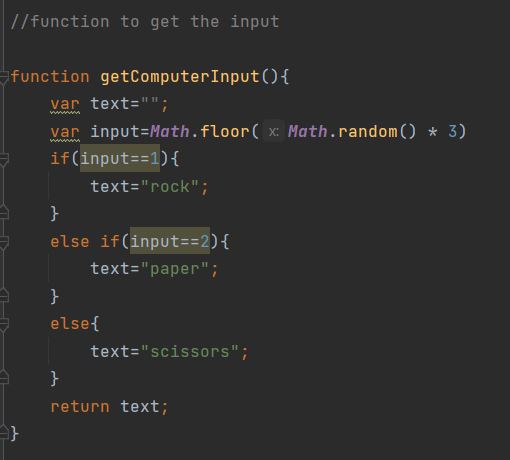 //function to get the input
function getComputerInput(){
var text="";
var input=Math.floor( x: Math.random() * 3)
if(input==1){
text="rock";
}
else if(input==2){
text="paper";
}
else{
text="scissors";
}
return text;
}